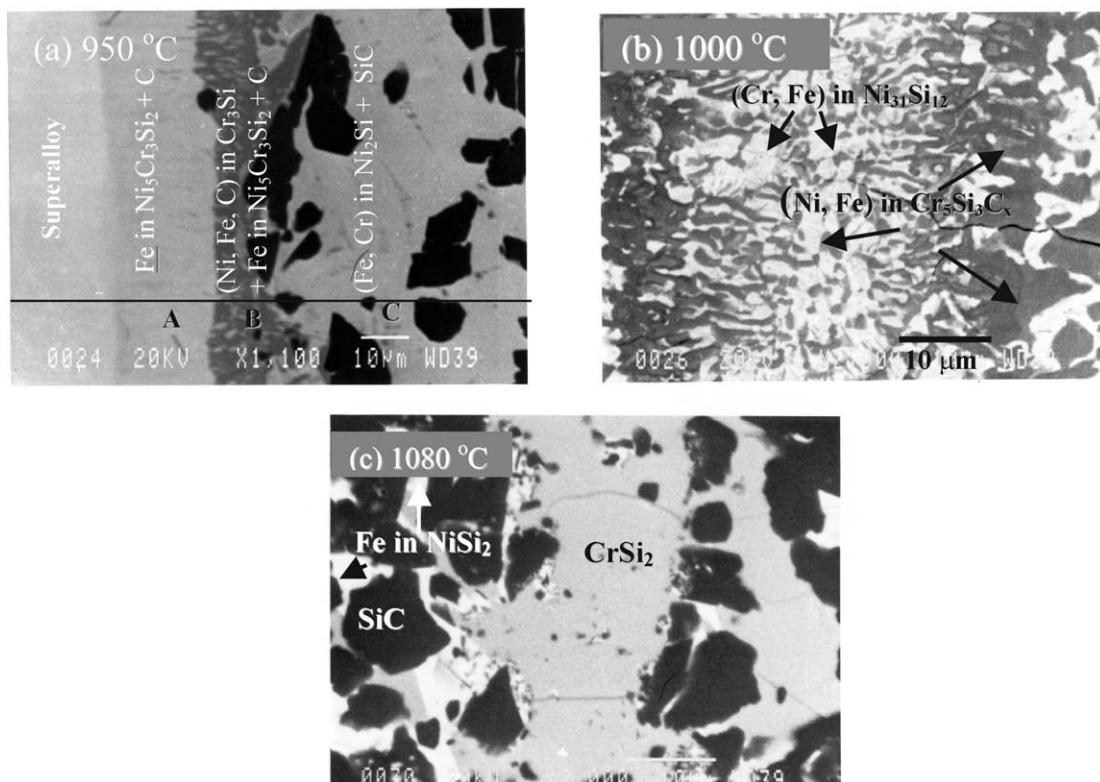 (a) 950 °C
Superalloy
Fe in Ni₅Cr₃Si₂ + C
(Ni, Fe, C) in Cr₃Si
+ Fe in Ni₅Cr₃Si₂ + C
(Fe, Cr) in Ni₂Si + SiC
A
B
C
0024 20KV X1,100 10μm WD39
(b) 1000 °C
(Cr, Fe) in Ni₃₁Si₁₂
(Ni, Fe) in Cr₅Si₃Cₓ
0026
10 μm
(c) 1080 °C
Fe in NiSi₂
CrSi₂
SiC